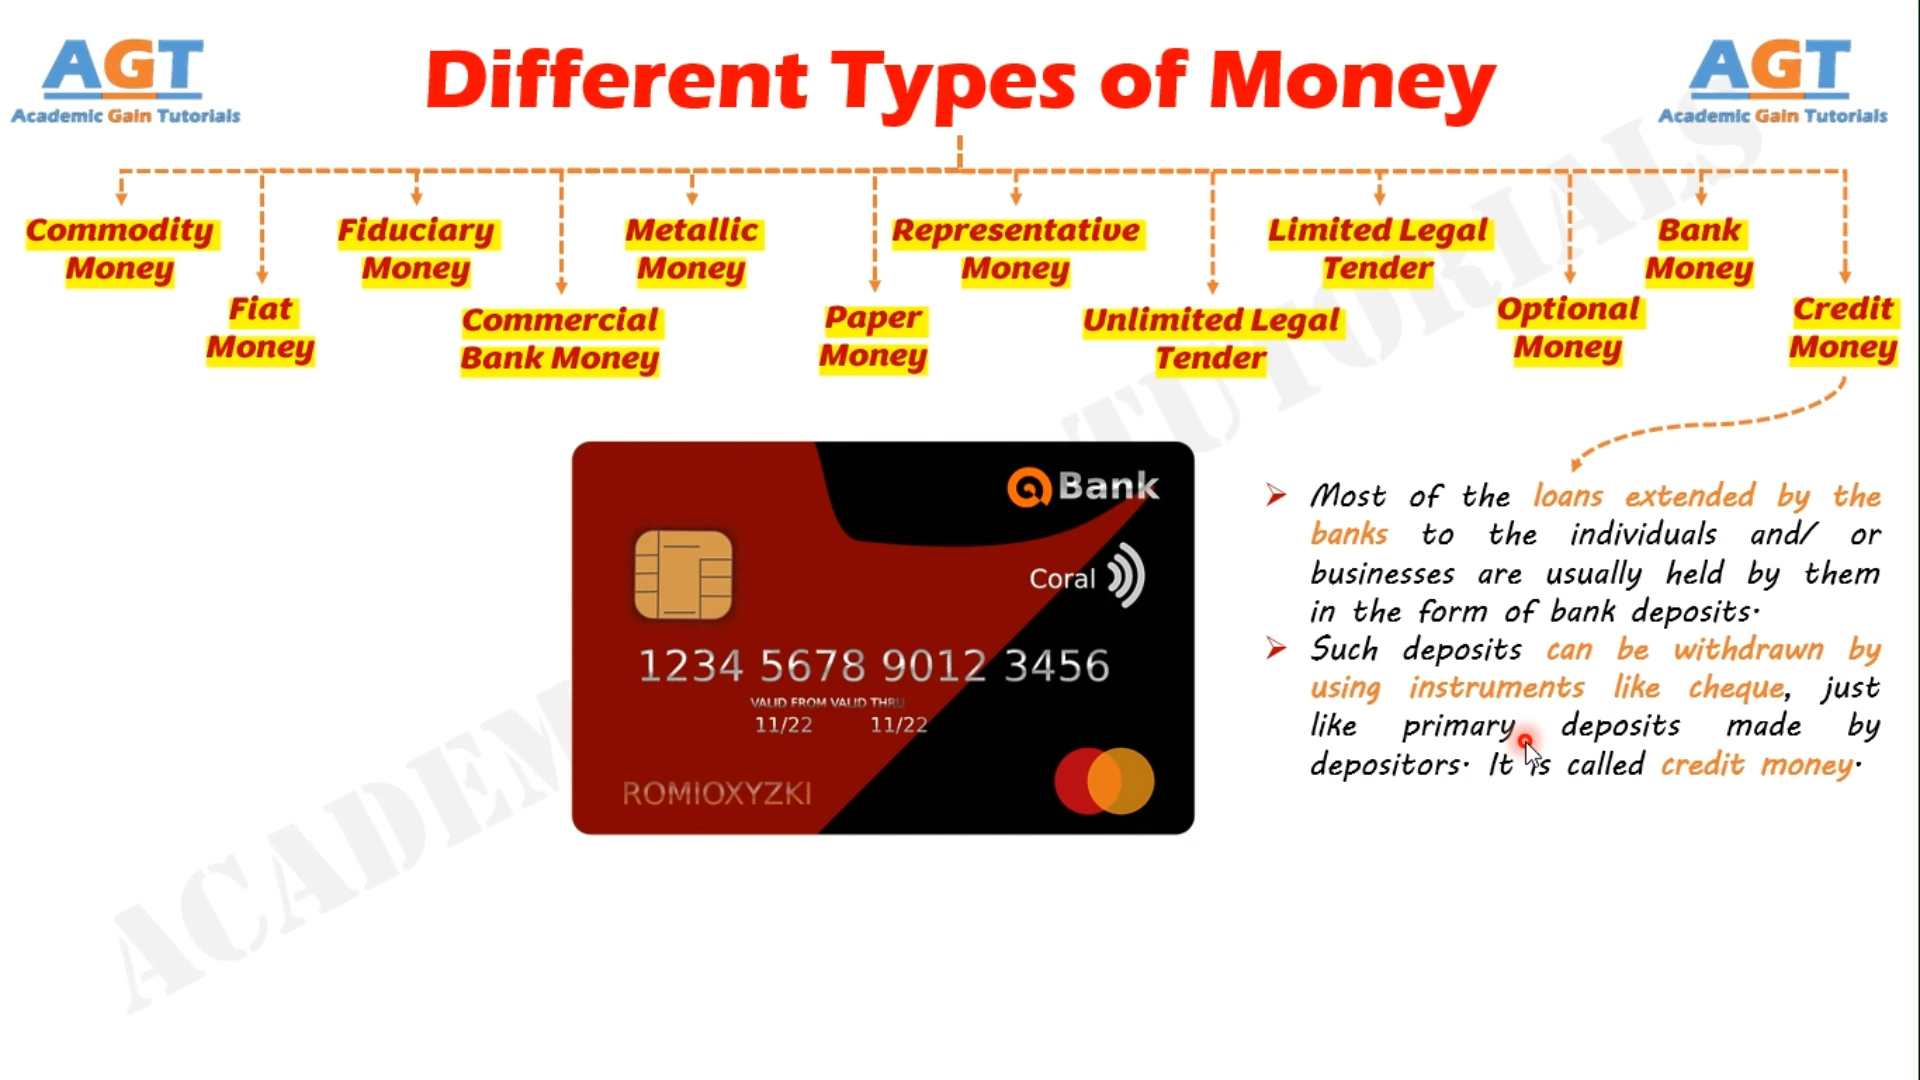 AGT
Academic Gain Tutorials
Different Types of Money
AGT
Academic Gain Tutorials
Commodity
Money
Fiat
Money
Fiduciary
Money
Commercial
Bank Money
Metallic
Money
Paper
Money
Representative
Money
Unlimited Legal
Tender
Limited Legal
Tender
Optional
Money
Bank
Money
Credit
Money
Bank
Coral
1234 5678 9012 3456
VALID FROM VALID THRU
11/22 11/22
ROMIOXYZKI
➢ Most of the loans extended by the
banks to the individuals and/ or
businesses are usually held by them
in the form of bank deposits.
➢ Such deposits can be withdrawn by
using instruments like cheque, just
like primary deposits made by
depositors. It is called credit money.
ACADEM TUTORIALS